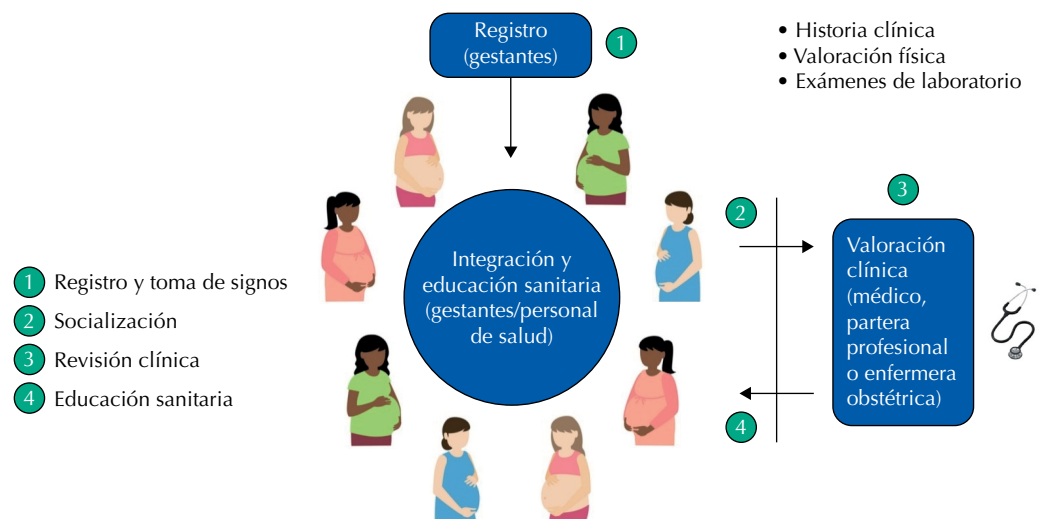 Registro
(gestantes)
1
• Historia clínica
• Valoración física
• Exámenes de laboratorio
1 Registro y toma de signos
2 Socialización
3 Revisión clínica
4 Educación sanitaria
Integración y
educación sanitaria
(gestantes/personal
de salud)
2
4
3
Valoración
clínica
(médico,
partera
profesional
o enfermera
obstétrica)